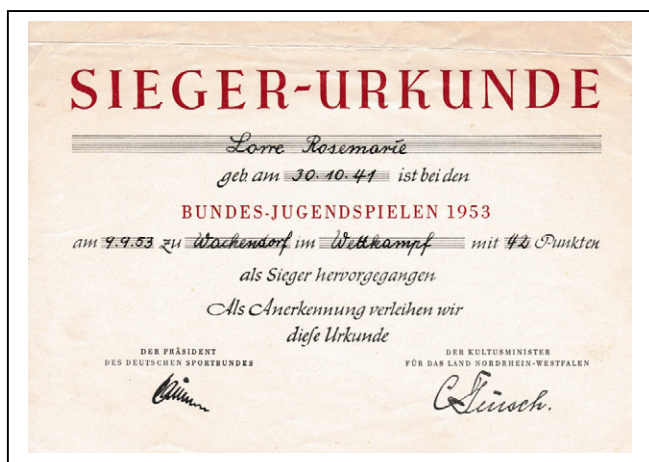 SIEGER-URKUNDE
Lorre Rosemarie
geb. am 30.10.41 ist bei den
BUNDES-JUGENDSPIELEN 1953
am 9.9.53 zu Wachendorf im Wettkampf mit 42 Punkten
als Sieger hervorgegangen
Als Anerkennung verleihen wir
diese Urkunde
DER PRÄSIDENT
DES DEUTSCHEN SPORTBUNDES
DER KULTUSMINISTER
FÜR DAS LAND NORDRHEIN-WESTFALEN